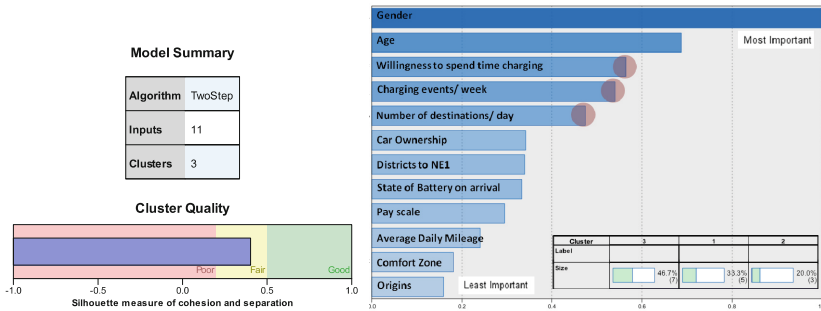 Model Summary
Algorithm TwoStep
Inputs 11
Clusters 3
Cluster Quality
Poor Fair Good
-1.0 -0.5 0.0 0.5 1.0
Silhouette measure of cohesion and separation
Gender
Age
Most Important
Willingness to spend time charging
Charging events/ week
Number of destinations/ day
Car Ownership
Districts to NE1
State of Battery on arrival
Pay scale
Average Daily Mileage
Comfort Zone
Origins
Least Important
Cluster 3 1 2
Label
Size
46.7% 33.3% 20.0%
(7) (5) (3)
0.0 0.2 0.4 0.6 0.8